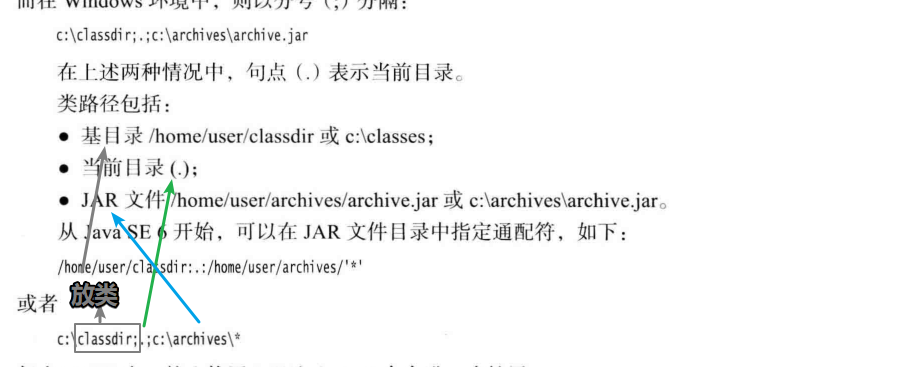 而在 Windows 环境中，则以分号（;）分隔：
c:\classdir;.;c:\archives\archive.jar
在上述两种情况中，句点（.）表示当前目录。
类路径包括：
● 基目录 /home/user/classdir 或 c:\classes；
● 当前目录 (.)；
● JAR 文件 /home/user/archives/archive.jar 或 c:\archives\archive.jar。
从 Java SE 6 开始，可以在 JAR 文件目录中指定通配符，如下：
/home/user/classdir:.:/home/user/archives/'*'
或者
放类
c:\classdir;.;c:\archives\*